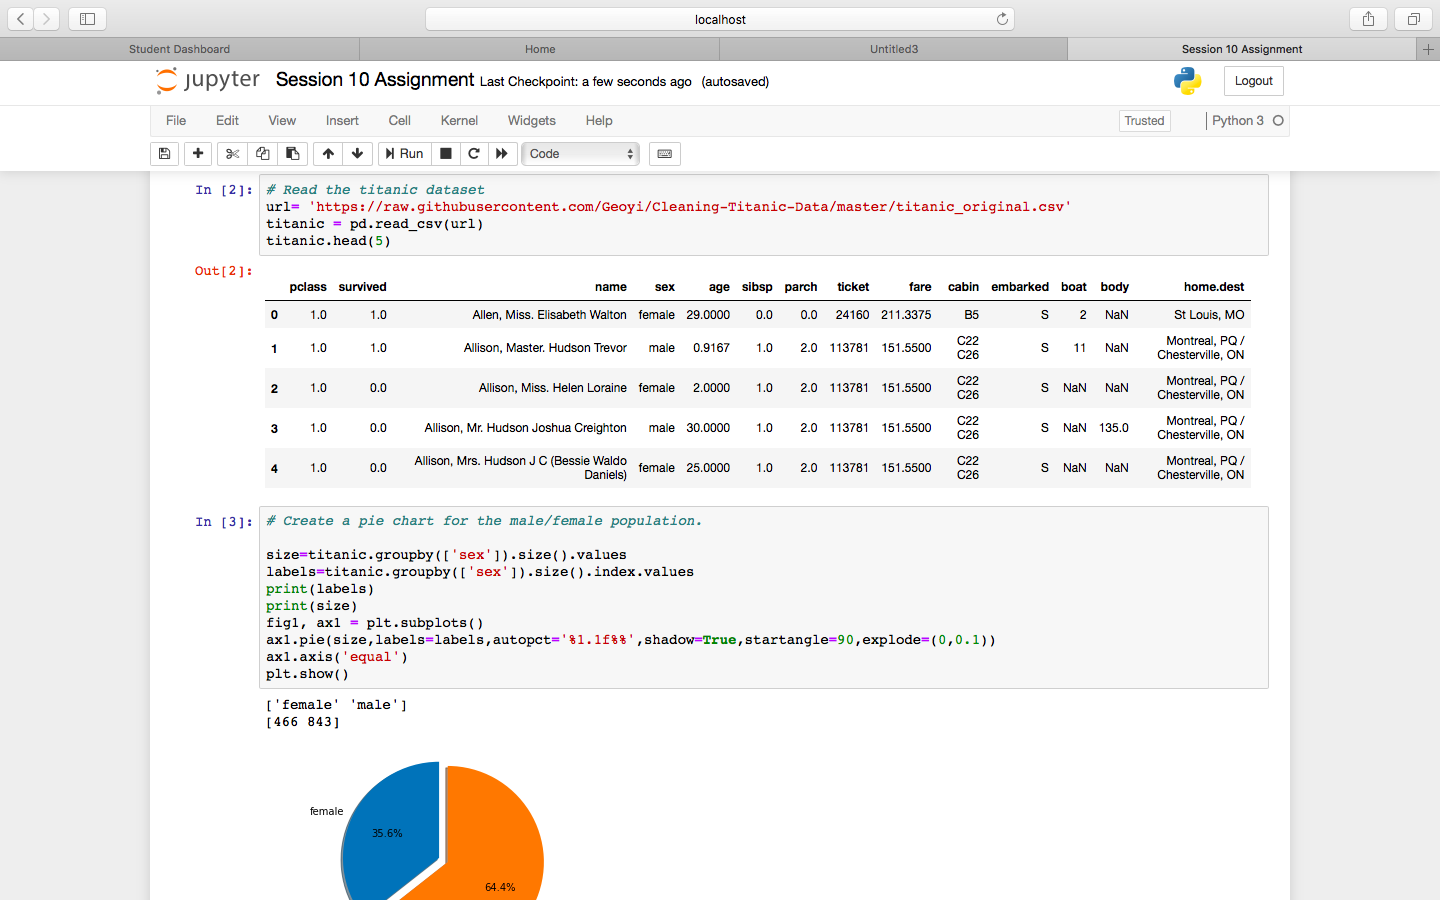 localhost
Student Dashboard Home Untitled3 Session 10 Assignment
jupyter Session 10 Assignment Last Checkpoint: a few seconds ago (autosaved) Logout
File Edit View Insert Cell Kernel Widgets Help Trusted Python 3
Run Code
In [2]: # Read the titanic dataset
url= 'https://raw.githubusercontent.com/Geoyi/Cleaning-Titanic-Data/master/titanic_original.csv'
titanic = pd.read_csv(url)
titanic.head(5)
Out[2]:
pclass survived name sex age sibsp parch ticket fare cabin embarked boat body home.dest
0 1.0 1.0 Allen, Miss. Elisabeth Walton female 29.0000 0.0 0.0 24160 211.3375 B5 S 2 NaN St Louis, MO
1 1.0 1.0 Allison, Master. Hudson Trevor male 0.9167 1.0 2.0 113781 151.5500 C22 C26 S 11 NaN Montreal, PQ / Chesterville, ON
2 1.0 0.0 Allison, Miss. Helen Loraine female 2.0000 1.0 2.0 113781 151.5500 C22 C26 S NaN NaN Montreal, PQ / Chesterville, ON
3 1.0 0.0 Allison, Mr. Hudson Joshua Creighton male 30.0000 1.0 2.0 113781 151.5500 C22 C26 S NaN 135.0 Montreal, PQ / Chesterville, ON
4 1.0 0.0 Allison, Mrs. Hudson J C (Bessie Waldo Daniels) female 25.0000 1.0 2.0 113781 151.5500 C22 C26 S NaN NaN Montreal, PQ / Chesterville, ON
In [3]: # Create a pie chart for the male/female population.
size=titanic.groupby(['sex']).size().values
labels=titanic.groupby(['sex']).size().index.values
print(labels)
print(size)
fig1, ax1 = plt.subplots()
ax1.pie(size,labels=labels,autopct='%1.1f%%',shadow=True,startangle=90,explode=(0,0.1))
ax1.axis('equal')
plt.show()
['female' 'male']
[466 843]
female
35.6%
64.4%